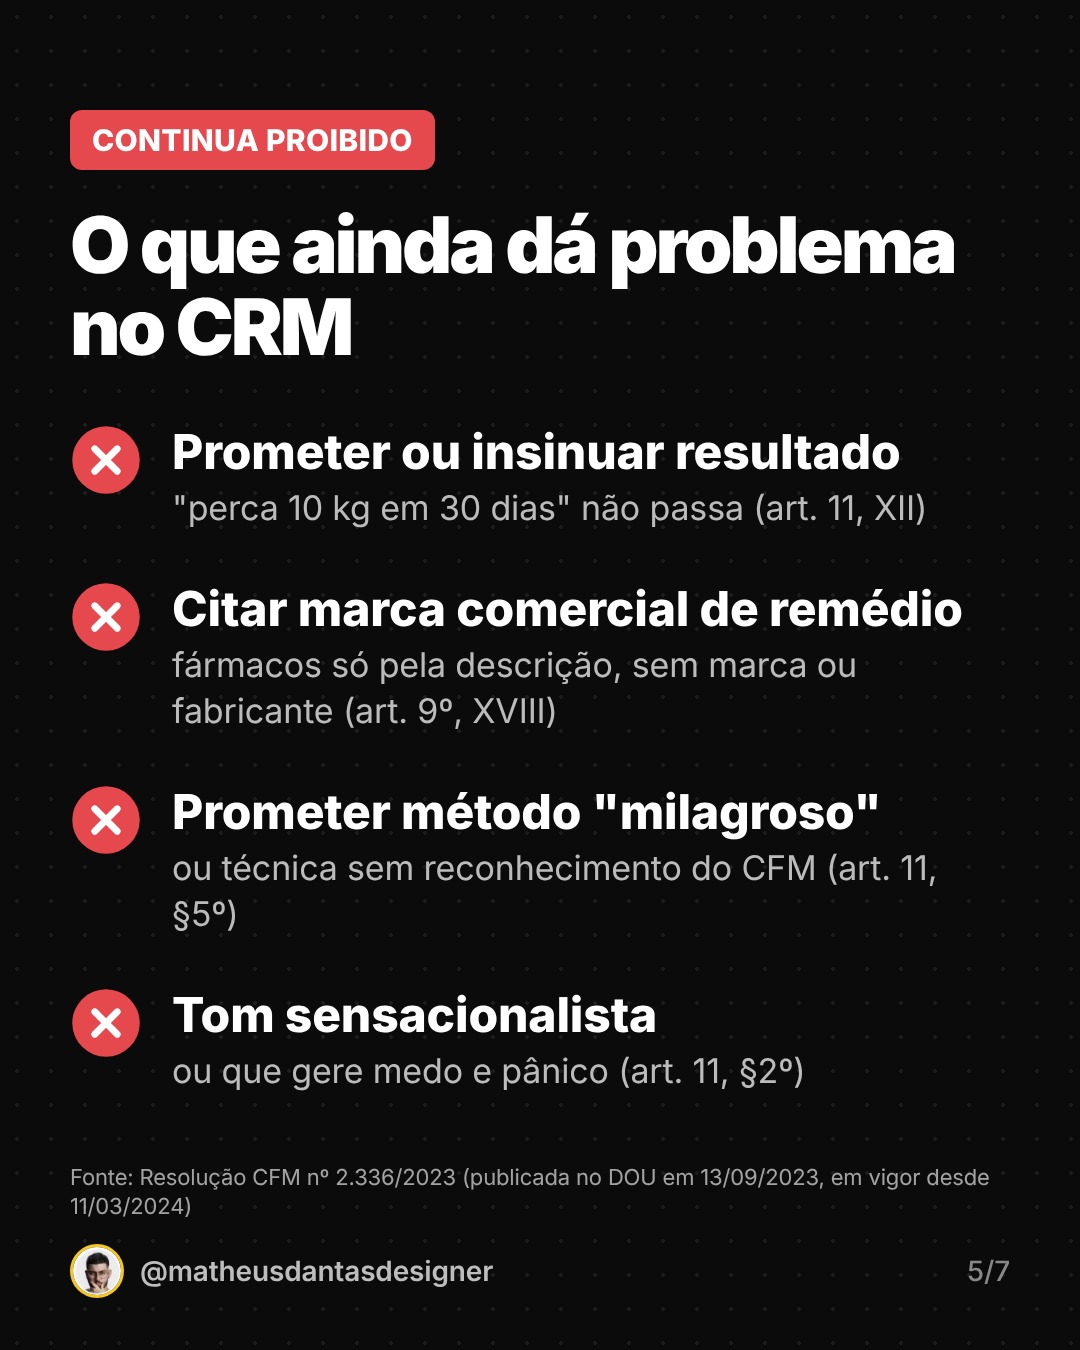 CONTINUA PROIBIDO
O que ainda dá problema
no CRM
Prometer ou insinuar resultado
"perca 10 kg em 30 dias" não passa (art. 11, XII)
Citar marca comercial de remédio
fármacos só pela descrição, sem marca ou
fabricante (art. 9º, XVIII)
Prometer método "milagroso"
ou técnica sem reconhecimento do CFM (art. 11,
§5º)
Tom sensacionalista
ou que gere medo e pânico (art. 11, §2º)
Fonte: Resolução CFM nº 2.336/2023 (publicada no DOU em 13/09/2023, em vigor desde
11/03/2024)
@matheusdantasdesigner
5/7